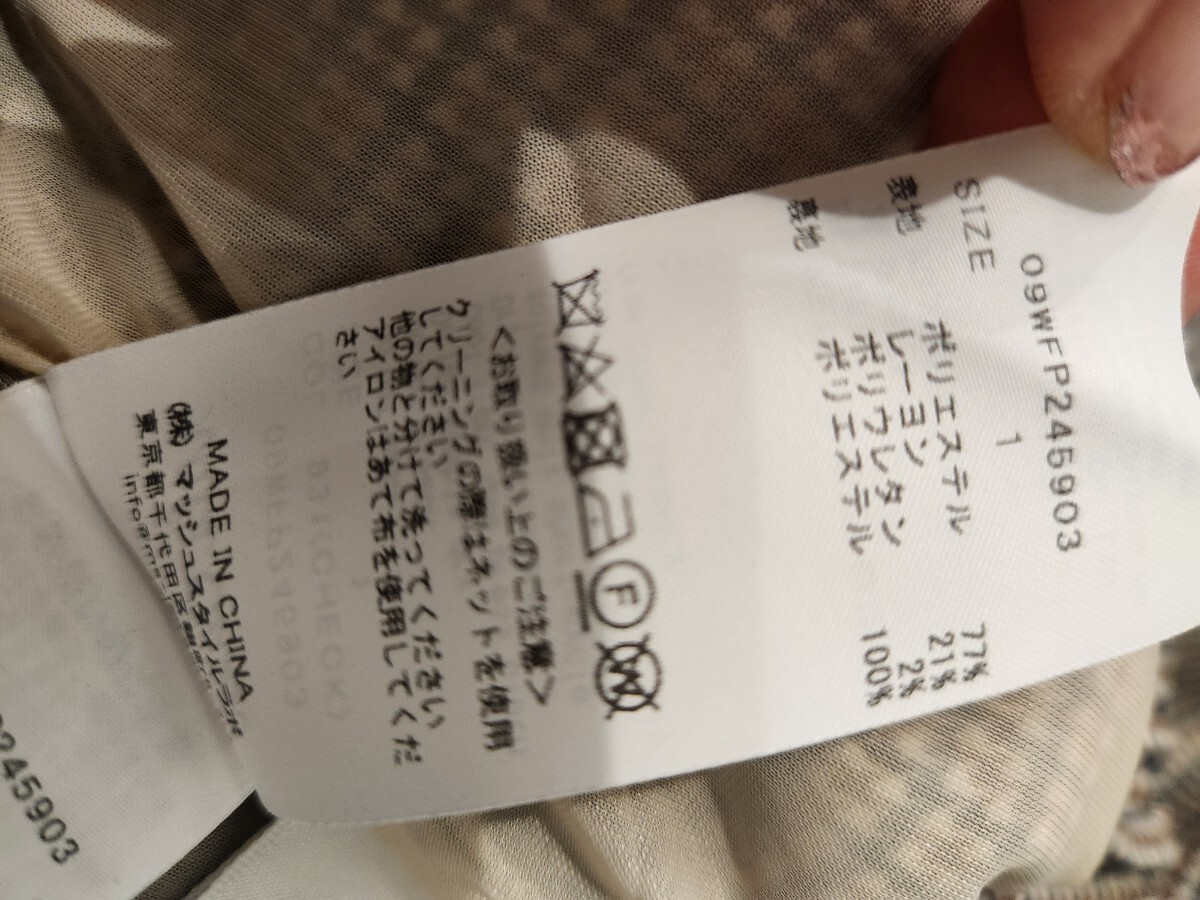 09WFP245903
SIZE 1
表地 ポリエステル 77%
レーヨン 21%
ポリウレタン 2%
裏地 ポリエステル 100%
F
W
<お取り扱い上のご注意>
クリーニングの際はネットを使用
してください
他の物と分けて洗ってください
アイロンはあて布を使用してくだ
さい
MADE IN CHINA
(株) マッシュスタイルラボ
東京都千代田区
245903